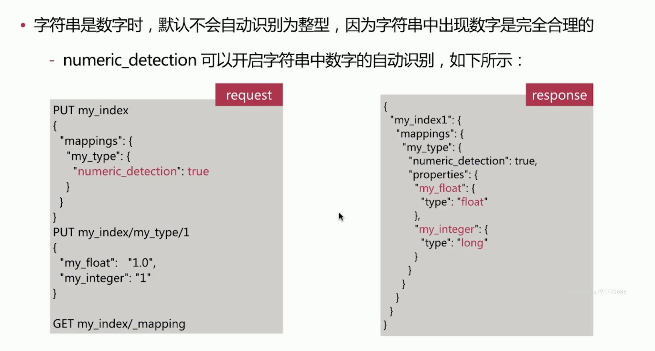 • 字符串是数字时，默认不会自动识别为整型，因为字符串中出现数字是完全合理的
- numeric_detection 可以开启字符串中数字的自动识别，如下所示：
request
PUT my_index
{
"mappings": {
"my_type": {
"numeric_detection": true
}
}
}
PUT my_index/my_type/1
{
"my_float": "1.0",
"my_integer": "1"
}
GET my_index/_mapping
response
{
"my_index1": {
"mappings": {
"my_type": {
"numeric_detection": true,
"properties": {
"my_float": {
"type": "float"
},
"my_integer": {
"type": "long"
}
}
}
}
}
}